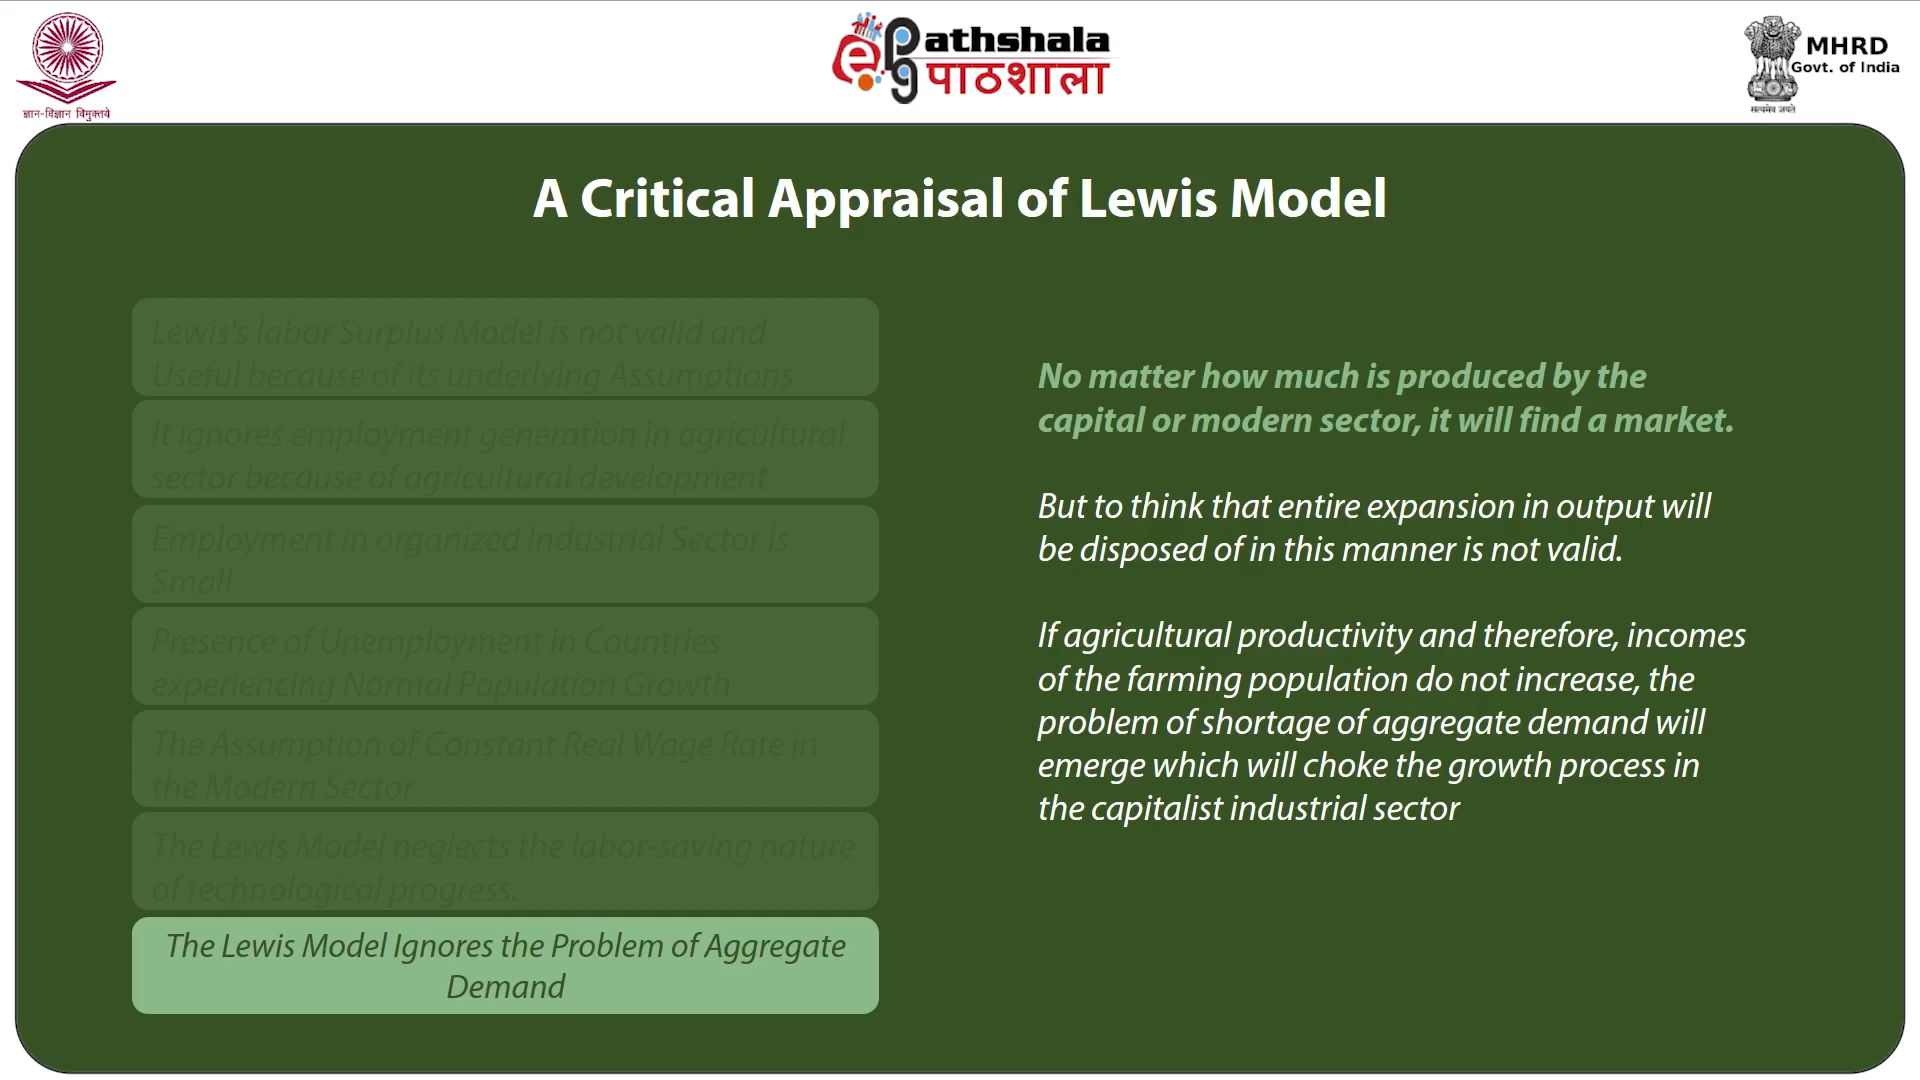 ज्ञान-विज्ञान विमुक्तये
ePG athshala
पाठशाला
MHRD
Govt. of India
सत्यमेव जयते
A Critical Appraisal of Lewis Model
Lewis's labor Surplus Model is not valid and
Useful because of its underlying Assumptions
It ignores employment generation in agricultural
sector because of agricultural development
Employment in organized Industrial Sector is
Small
Presence of Unemployment in Countries
experiencing Normal Population Growth
The Assumption of Constant Real Wage Rate in
the Modern Sector
The Lewis Model neglects the labor-saving nature
of technological progress.
The Lewis Model Ignores the Problem of Aggregate
Demand
No matter how much is produced by the
capital or modern sector, it will find a market.
But to think that entire expansion in output will
be disposed of in this manner is not valid.
If agricultural productivity and therefore, incomes
of the farming population do not increase, the
problem of shortage of aggregate demand will
emerge which will choke the growth process in
the capitalist industrial sector